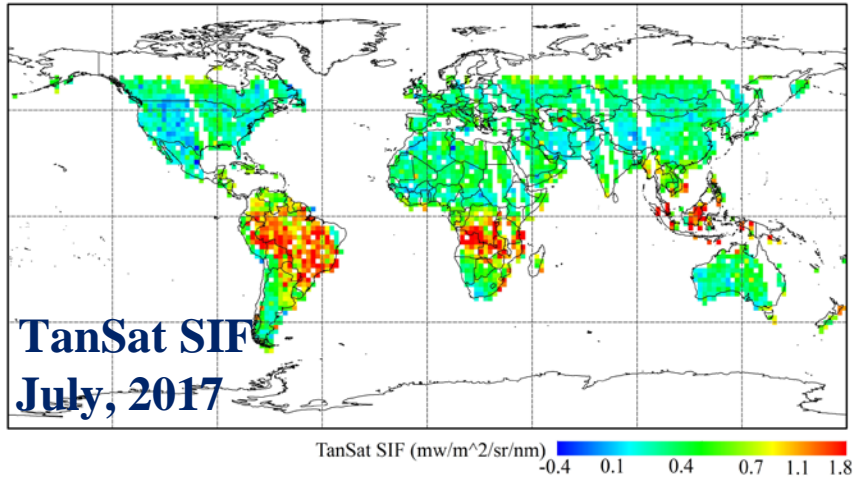 TanSat SIF
July, 2017
TanSat SIF (mw/m^2/sr/nm)
-0.4 0.1 0.4 0.7 1.1 1.8